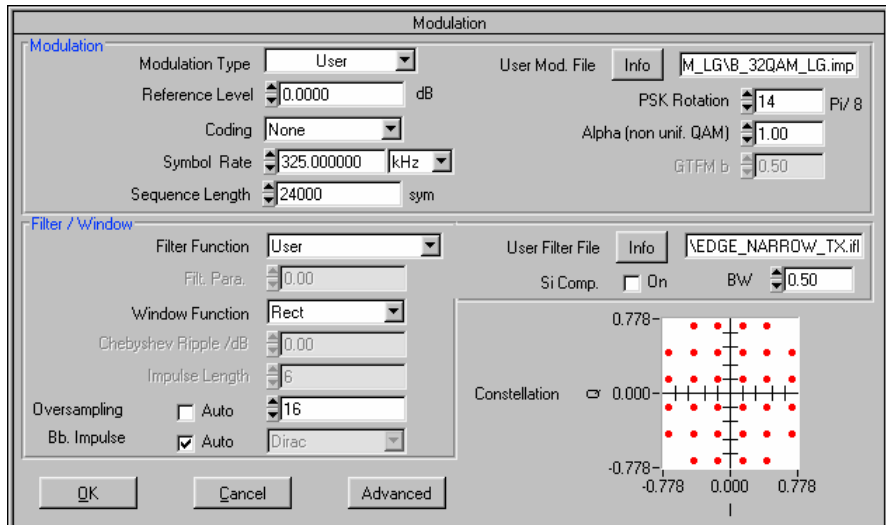 Modulation
Modulation
Modulation Type User
Reference Level 0.0000 dB
Coding None
Symbol Rate 325.000000 kHz
Sequence Length 24000 sym
User Mod. File Info M_LG\B_32QAM_LG.imp
PSK Rotation 14 Pi/ 8
Alpha (non unif. QAM) 1.00
GTFM b 0.50
Filter / Window
Filter Function User
Filt. Para. 0.00
Window Function Rect
Chebyshev Ripple /dB 0.00
Impulse Length 6
Oversampling Auto 16
Bb. Impulse Auto Dirac
User Filter File Info \EDGE_NARROW_TX.ifl
Si Comp. On BW 0.50
0.778
Constellation Q 0.000
-0.778
-0.778 0.000 0.778
I
OK Cancel Advanced